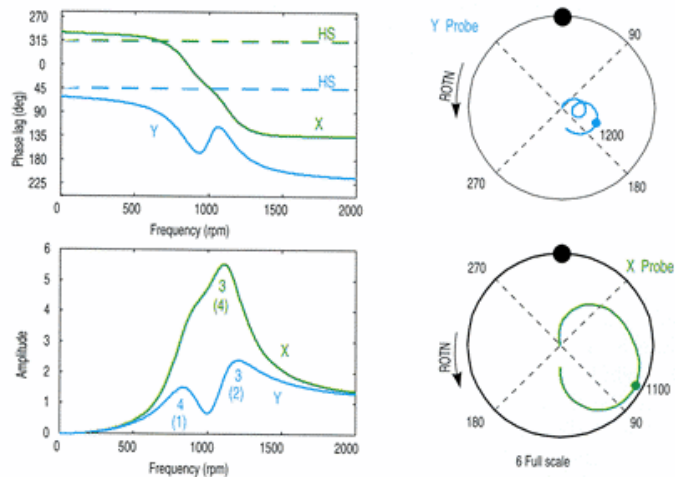 Phase lag (deg)
270
315
0
45
90
135
180
225
HS
HS
Y
X
0
500
1000
1500
2000
Frequency (rpm)
Y Probe
ROTN
90
1200
270
180
Amplitude
6
5
4
3
2
1
0
3
(4)
X
4
(1)
3
(2)
Y
0
500
1000
1500
2000
Frequency (rpm)
270
X Probe
ROTN
1100
180
90
6 Full scale